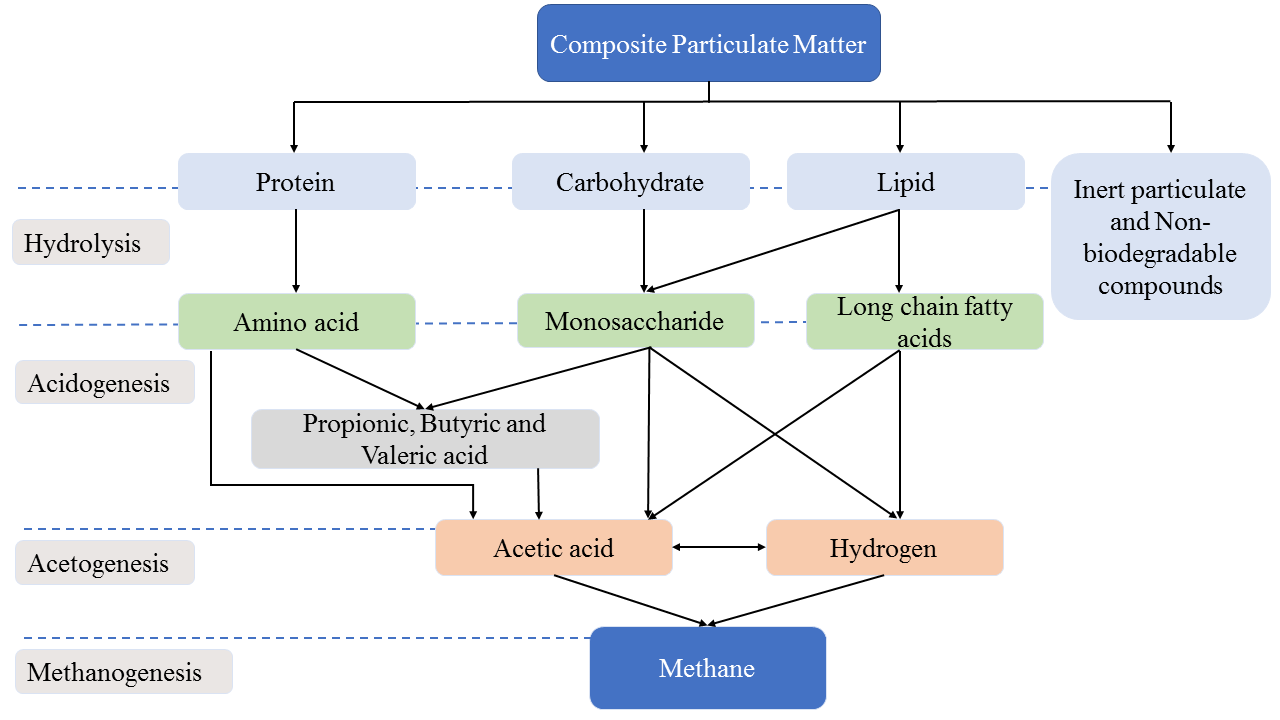 Composite Particulate Matter
Protein
Carbohydrate
Lipid
Inert particulate
and Non-
biodegradable
compounds
Hydrolysis
Amino acid
Monosaccharide
Long chain fatty
acids
Acidogenesis
Propionic, Butyric and
Valeric acid
Acetic acid
Hydrogen
Acetogenesis
Methane
Methanogenesis